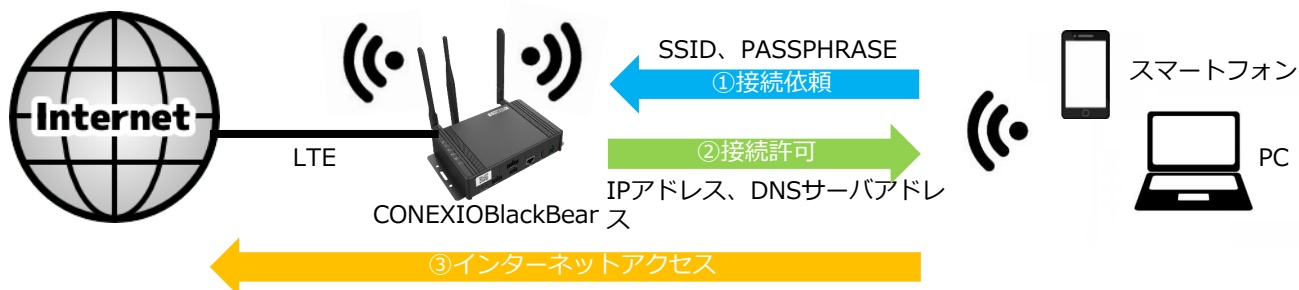 SSID、PASSPHRASE
①接続依頼
スマートフォン
Internet
LTE
②接続許可
PC
IPアドレス、DNSサーバアドレ
ス
CONEXIOBlackBear
③インターネットアクセス